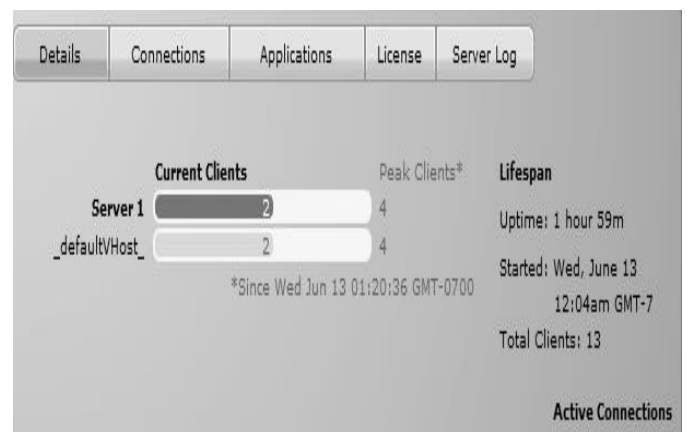 Details Connections Applications License Server Log
Current Clients Peak Clients* Lifespan
Server 1 2 4
Uptime: 1 hour 59m
_defaultVHost_ 2 4
*Since Wed Jun 13 01:20:36 GMT-0700
Started: Wed, June 13
12:04am GMT-7
Total Clients: 13
Active Connections